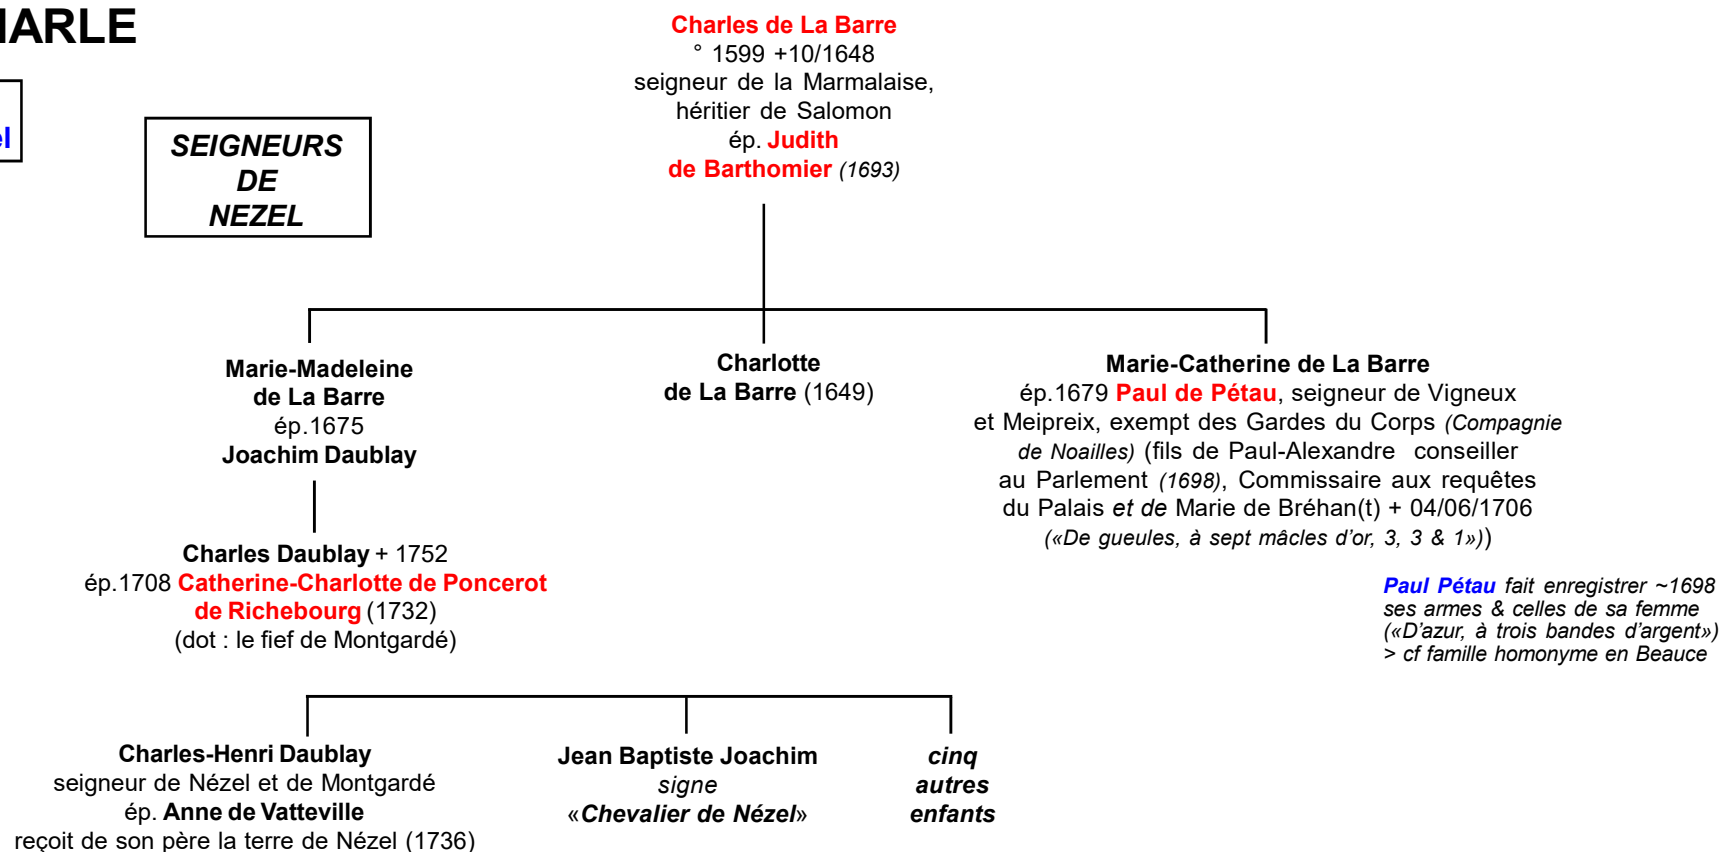 Charles de La Barre
° 1599 +10/1648
seigneur de la Marmalaise,
héritier de Salomon
ép. Judith
de Barthomier (1693)
SEIGNEURS
DE
NEZEL
Marie-Madeleine
de La Barre
ép.1675
Joachim Daublay
Charlotte
de La Barre (1649)
Marie-Catherine de La Barre
ép.1679 Paul de Pétau, seigneur de Vigneux
et Meipreix, exempt des Gardes du Corps (Compagnie
de Noailles) (fils de Paul-Alexandre conseiller
au Parlement (1698), Commissaire aux requêtes
du Palais et de Marie de Bréhan(t) + 04/06/1706
(«De gueules, à sept mâcles d’or, 3, 3 & 1»))
Charles Daublay + 1752
ép.1708 Catherine-Charlotte de Poncerot
de Richebourg (1732)
(dot : le fief de Montgardé)
Paul Pétau fait enregistrer ~1698
ses armes & celles de sa femme
(«D’azur, à trois bandes d’argent»)
> cf famille homonyme en Beauce
Charles-Henri Daublay
seigneur de Nézel et de Montgardé
ép. Anne de Vatteville
reçoit de son père la terre de Nézel (1736)
Jean Baptiste Joachim
signe
«Chevalier de Nézel»
cinq
autres
enfants